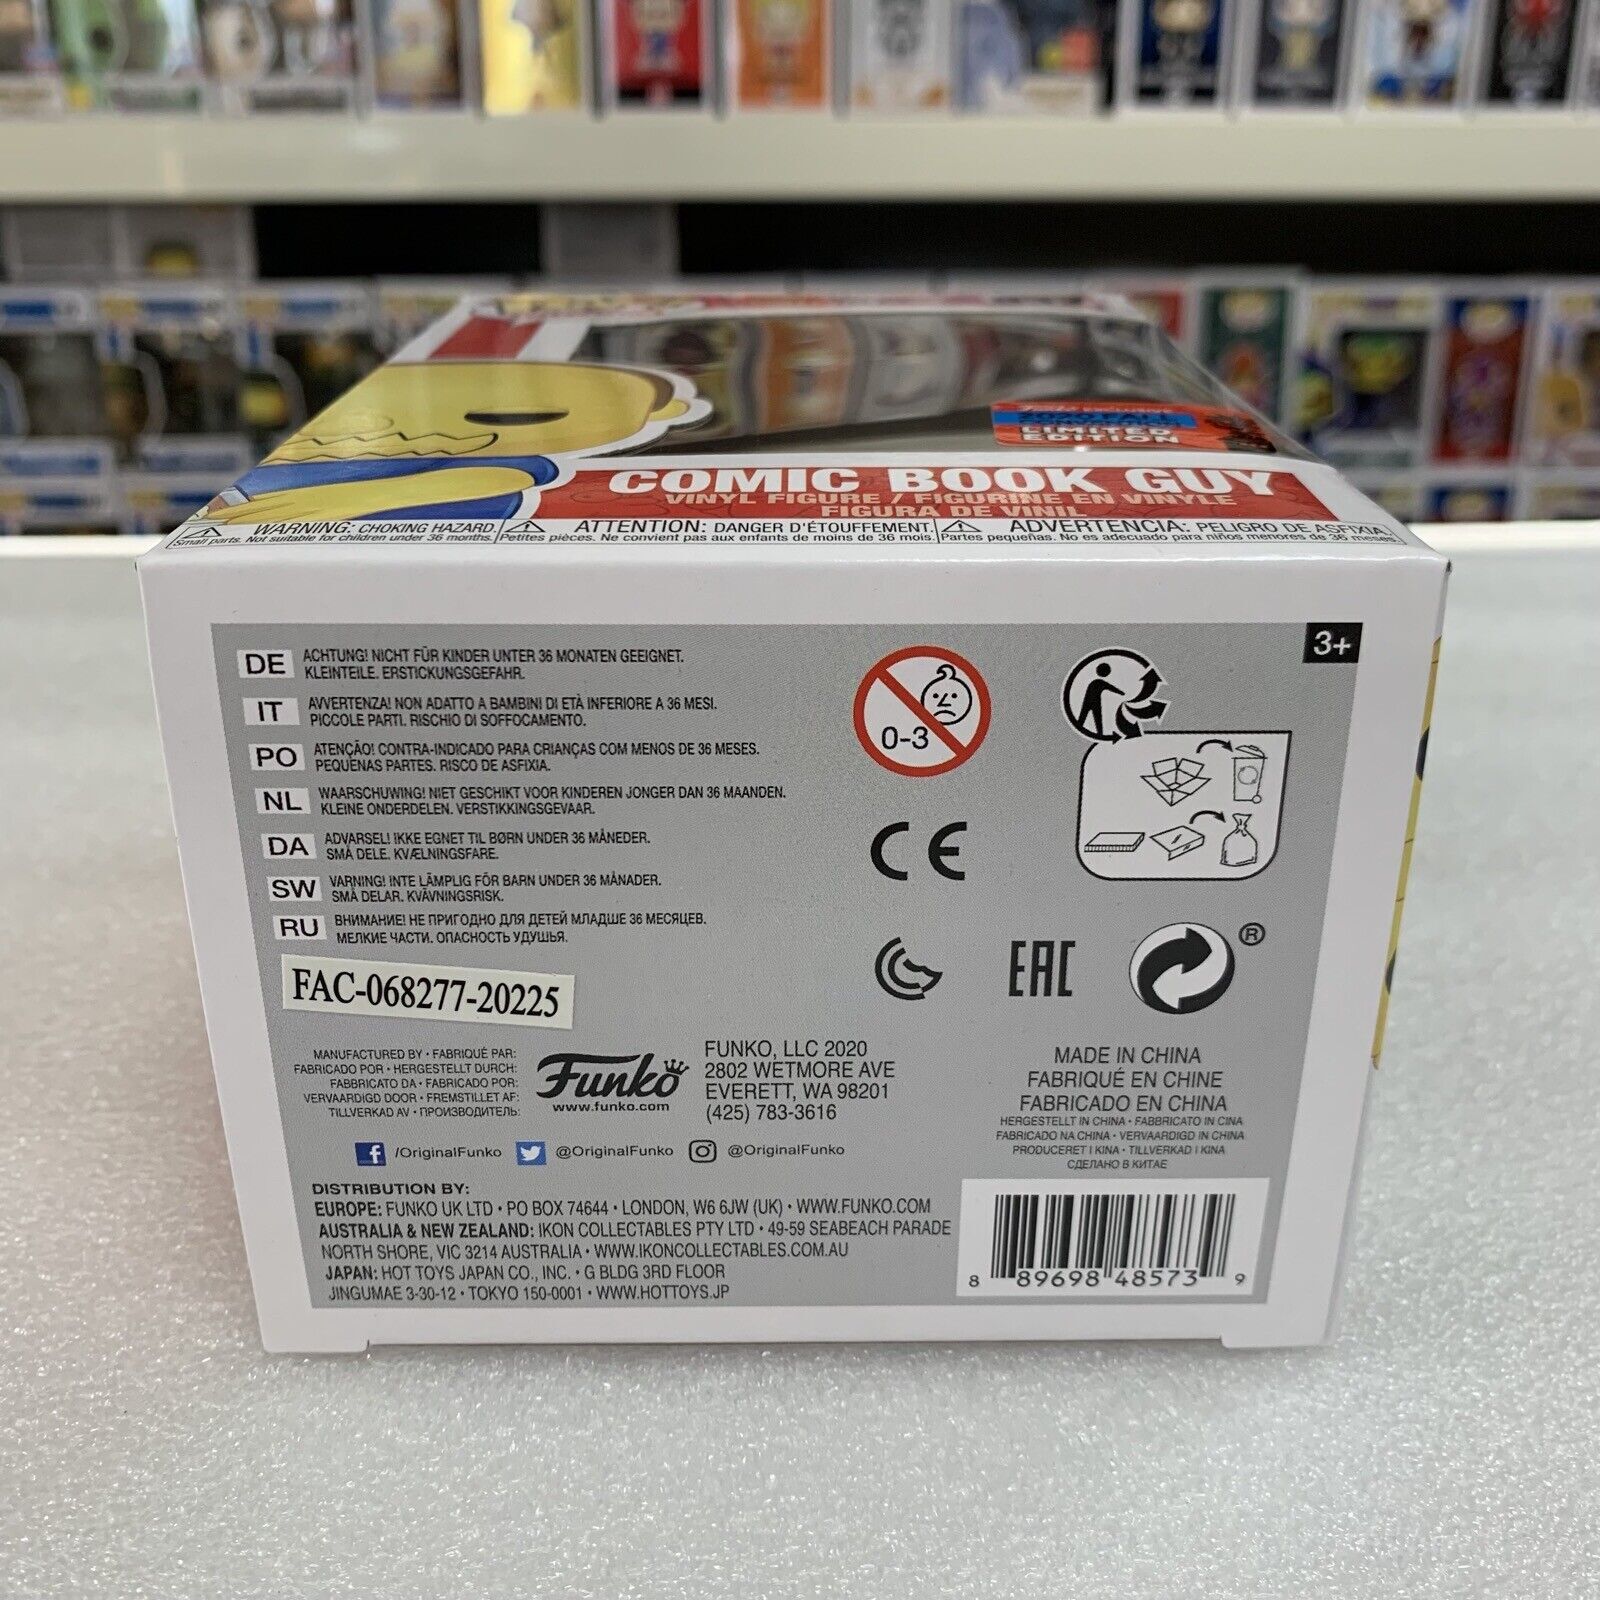 2020 FALL
LIMITED
EDITION
COMIC BOOK GUY
VINYL FIGURE / FIGURINE EN VINYLE
FIGURA DE VINIL
WARNING: CHOKING HAZARD.
Small parts. Not suitable for children under 36 months.
ATTENTION: DANGER D'ÉTOUFFEMENT.
Petites pièces. Ne convient pas aux enfants de moins de 36 mois.
ADVERTENCIA: PELIGRO DE ASFIXIA.
Partes pequeñas. No es adecuado para niños menores de 36 meses.
3+
DE ACHTUNG! NICHT FÜR KINDER UNTER 36 MONATEN GEEIGNET.
KLEINTEILE. ERSTICKUNGSGEFAHR.
IT AVVERTENZA! NON ADATTO A BAMBINI DI ETÀ INFERIORE A 36 MESI.
PICCOLE PARTI. RISCHIO DI SOFFOCAMENTO.
PO ATENÇÃO! CONTRA-INDICADO PARA CRIANÇAS COM MENOS DE 36 MESES.
PEQUENAS PARTES. RISCO DE ASFIXIA.
NL WAARSCHUWING! NIET GESCHIKT VOOR KINDEREN JONGER DAN 36 MAANDEN.
KLEINE ONDERDELEN. VERSTIKKINGSGEVAAR.
DA ADVARSEL! IKKE EGNET TIL BØRN UNDER 36 MÅNEDER.
SMÅ DELE. KVÆLNINGSFARE.
SW VARNING! INTE LÄMPLIG FÖR BARN UNDER 36 MÅNADER.
SMÅ DELAR. KVÄVNINGSRISK.
RU ВНИМАНИЕ! НЕ ПРИГОДНО ДЛЯ ДЕТЕЙ МЛАДШЕ 36 МЕСЯЦЕВ.
МЕЛКИЕ ЧАСТИ. ОПАСНОСТЬ УДУШЬЯ.
0-3
CE
EAC
®
FAC-068277-20225
MANUFACTURED BY • FABRIQUÉ PAR:
FABRICADO POR • HERGESTELLT DURCH:
FABBRICATO DA • FABRICADO POR:
VERVAARDIGD DOOR • FREMSTILLET AF:
TILLVERKAD AV • ПРОИЗВОДИТЕЛЬ:
Funko
www.funko.com
FUNKO, LLC 2020
2802 WETMORE AVE
EVERETT, WA 98201
(425) 783-3616
MADE IN CHINA
FABRIQUÉ EN CHINE
FABRICADO EN CHINA
HERGESTELLT IN CHINA • FABBRICATO IN CINA
FABRICADO NA CHINA • VERVAARDIGD IN CHINA
PRODUCERET I KINA • TILLVERKAD I KINA
СДЕЛАНО В КИТАЕ
/OriginalFunko @OriginalFunko @OriginalFunko
DISTRIBUTION BY:
EUROPE: FUNKO UK LTD • PO BOX 74644 • LONDON, W6 6JW (UK) • WWW.FUNKO.COM
AUSTRALIA & NEW ZEALAND: IKON COLLECTABLES PTY LTD • 49-59 SEABEACH PARADE
NORTH SHORE, VIC 3214 AUSTRALIA • WWW.IKONCOLLECTABLES.COM.AU
JAPAN: HOT TOYS JAPAN CO., INC. • G BLDG 3RD FLOOR
JINGUMAE 3-30-12 • TOKYO 150-0001 • WWW.HOTTOYS.JP
8 89698 48573 9